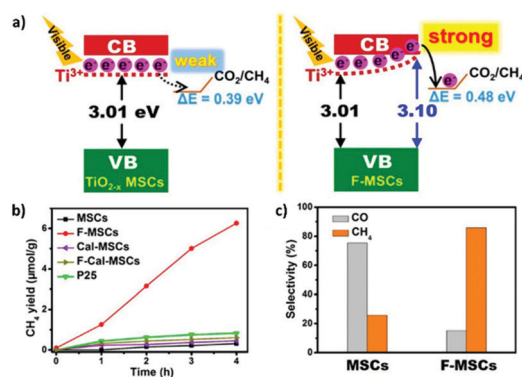 a)
Visible
CB
weak
e⁻ e⁻ e⁻ e⁻ e⁻
Ti³⁺
CO₂/CH₄
ΔE = 0.39 eV
3.01 eV
VB
TiO₂₋ₓ MSCs
Visible
CB
strong
e⁻ e⁻ e⁻ e⁻ e⁻
Ti³⁺
CO₂/CH₄
e⁻
ΔE = 0.48 eV
3.01
3.10
VB
F-MSCs
b)
CH₄ yield (μmol/g)
6
4
2
0
MSCs
F-MSCs
Cal-MSCs
F-Cal-MSCs
P25
0 1 2 3 4
Time (h)
c)
Selectivity (%)
100
80
60
40
20
0
CO
CH₄
MSCs F-MSCs